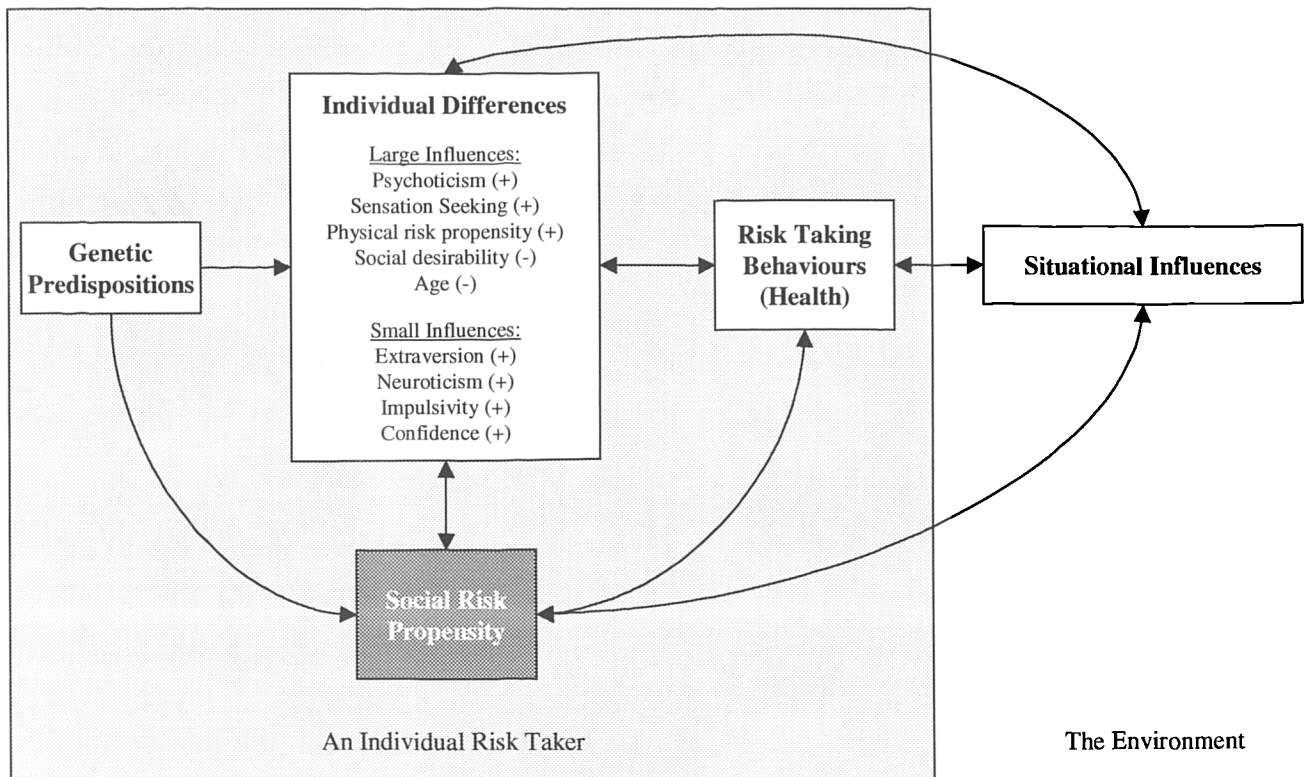 Individual Differences
Large Influences:
Psychoticism (+)
Sensation Seeking (+)
Physical risk propensity (+)
Social desirability (-)
Age (-)
Small Influences:
Extraversion (+)
Neuroticism (+)
Impulsivity (+)
Confidence (+)
Genetic
Predispositions
Risk Taking
Behaviours
(Health)
Situational Influences
Social Risk
Propensity
An Individual Risk Taker
The Environment